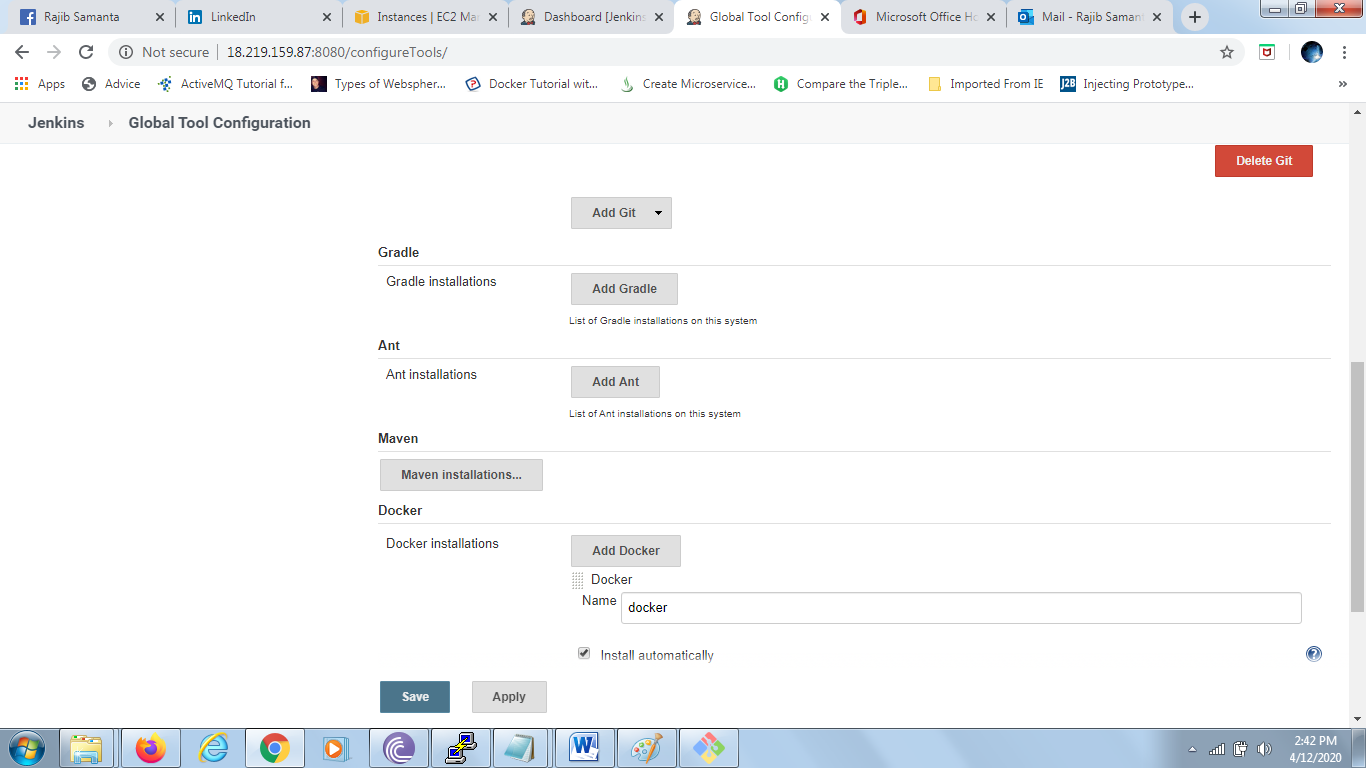 Rajib Samanta
LinkedIn
Instances | EC2 Mar
Dashboard [Jenkins
Global Tool Config
Microsoft Office Ho
Mail - Rajib Samant
Not secure | 18.219.159.87:8080/configureTools/
Apps
Advice
ActiveMQ Tutorial f...
Types of Webspher...
Docker Tutorial wit...
Create Microservice...
Compare the Triple...
Imported From IE
Injecting Prototype...
Jenkins
Global Tool Configuration
Delete Git
Add Git
Gradle
Gradle installations
Add Gradle
List of Gradle installations on this system
Ant
Ant installations
Add Ant
List of Ant installations on this system
Maven
Maven installations...
Docker
Docker installations
Add Docker
Docker
Name
docker
Install automatically
Save
Apply
2:42 PM
4/12/2020